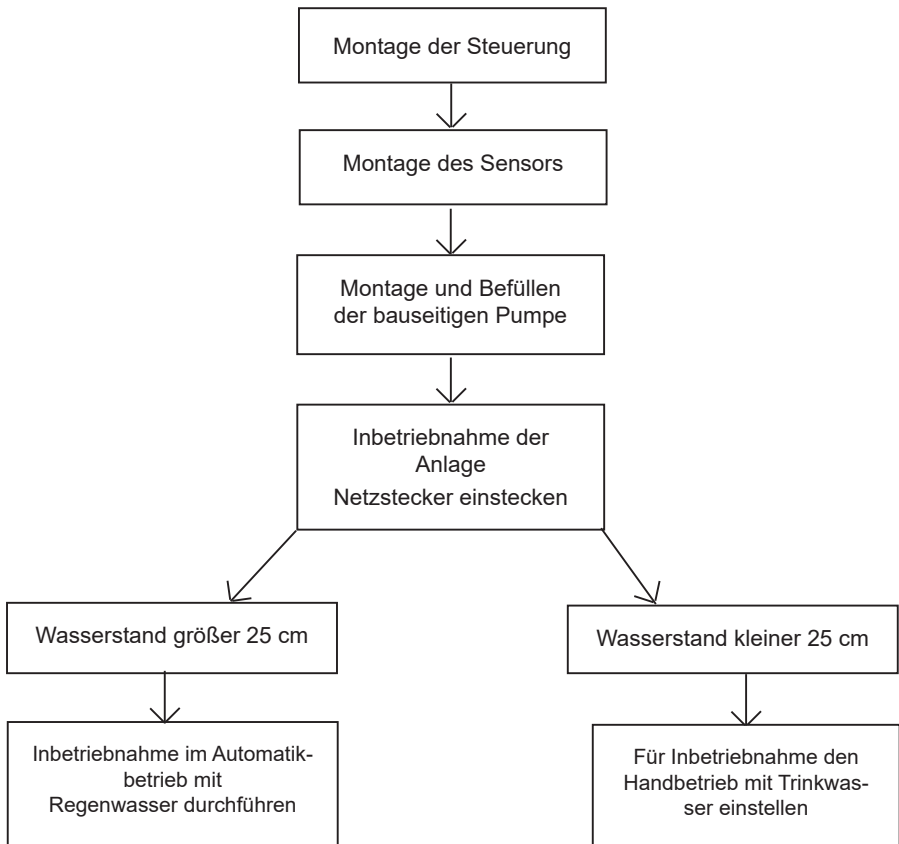 Montage der Steuerung
Montage des Sensors
Montage und Befüllen
der bauseitigen Pumpe
Inbetriebnahme der
Anlage
Netzstecker einstecken
Wasserstand größer 25 cm
Wasserstand kleiner 25 cm
Inbetriebnahme im Automatik-
betrieb mit
Regenwasser durchführen
Für Inbetriebnahme den
Handbetrieb mit Trinkwas-
ser einstellen